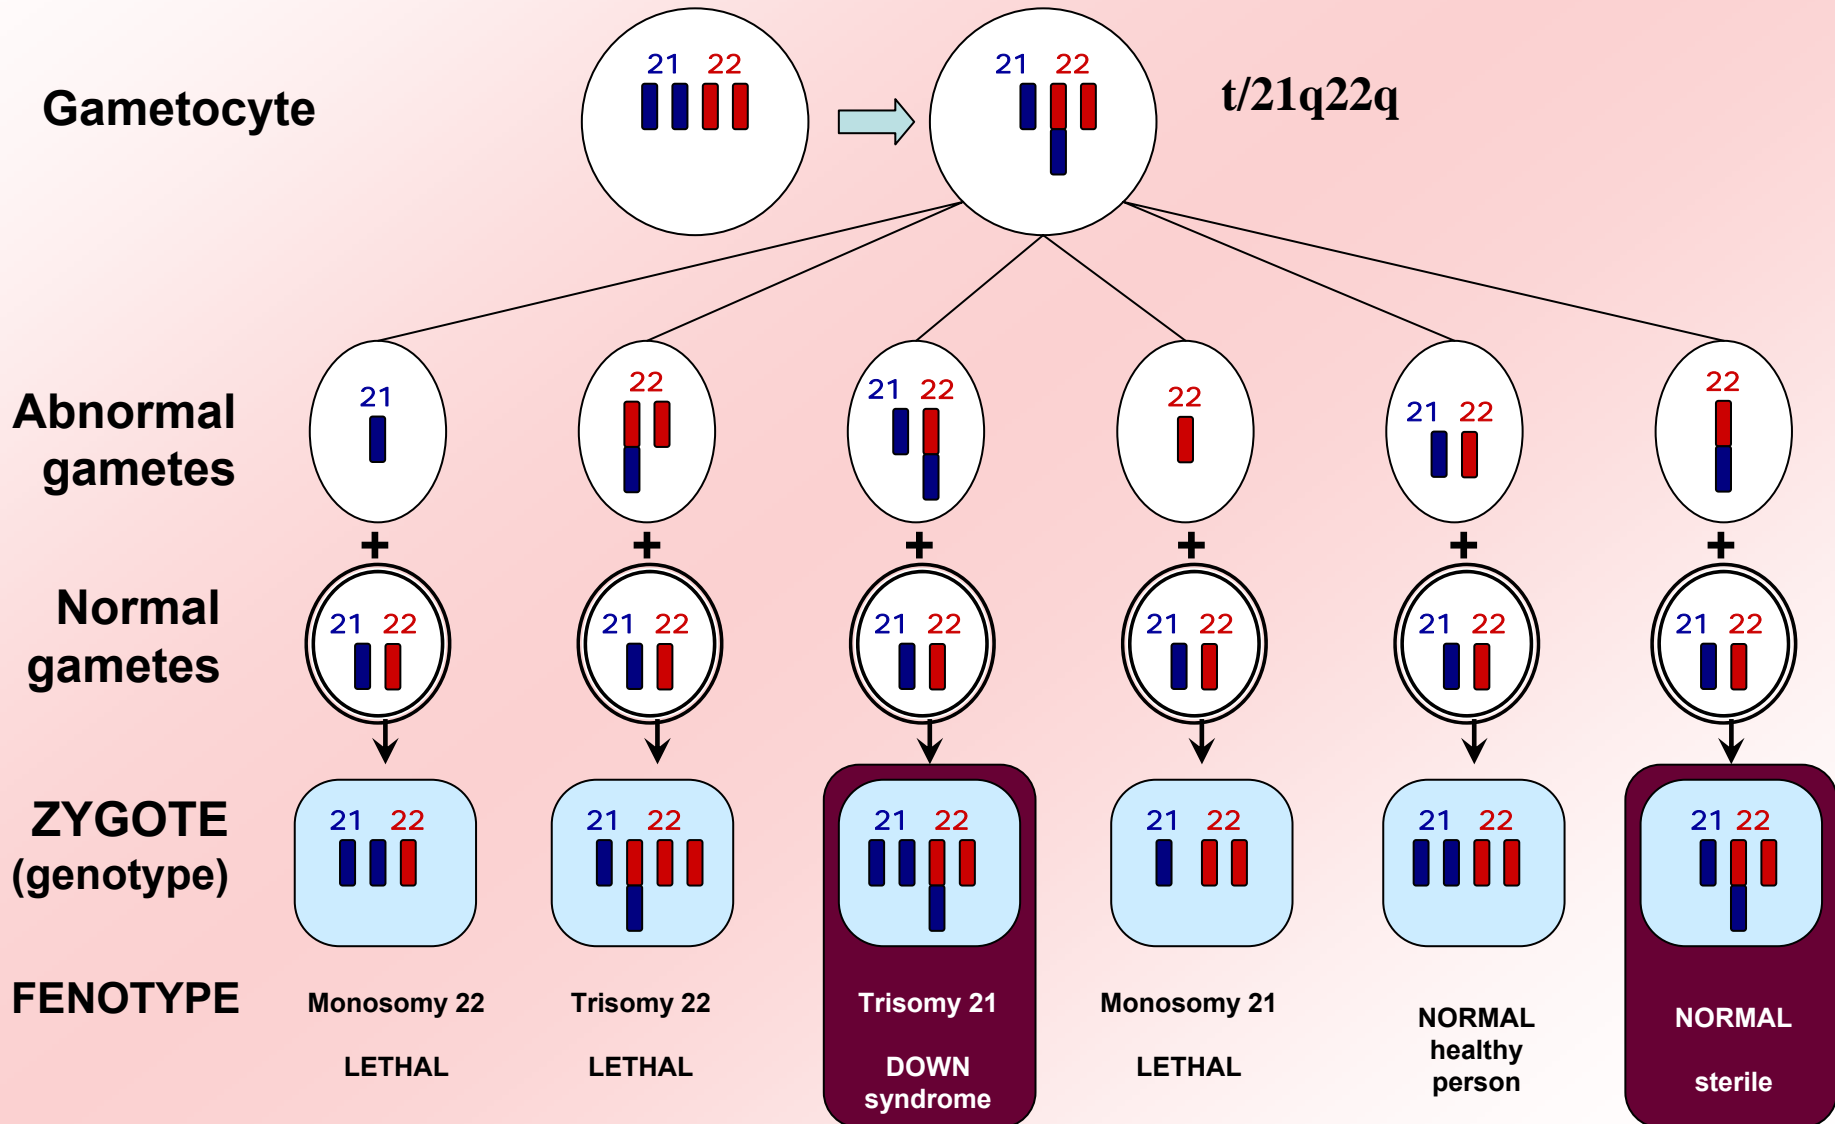 Gametocyte
21 22
21 22
t/21q22q
Abnormal
gametes
21
22
21 22
22
21 22
22
+ + + + + +
Normal
gametes
21 22
21 22
21 22
21 22
21 22
21 22
ZYGOTE
(genotype)
21 22
21 22
21 22
21 22
21 22
21 22
FENOTYPE
Monosomy 22
LETHAL
Trisomy 22
LETHAL
Trisomy 21
DOWN
syndrome
Monosomy 21
LETHAL
NORMAL
healthy
person
NORMAL
sterile